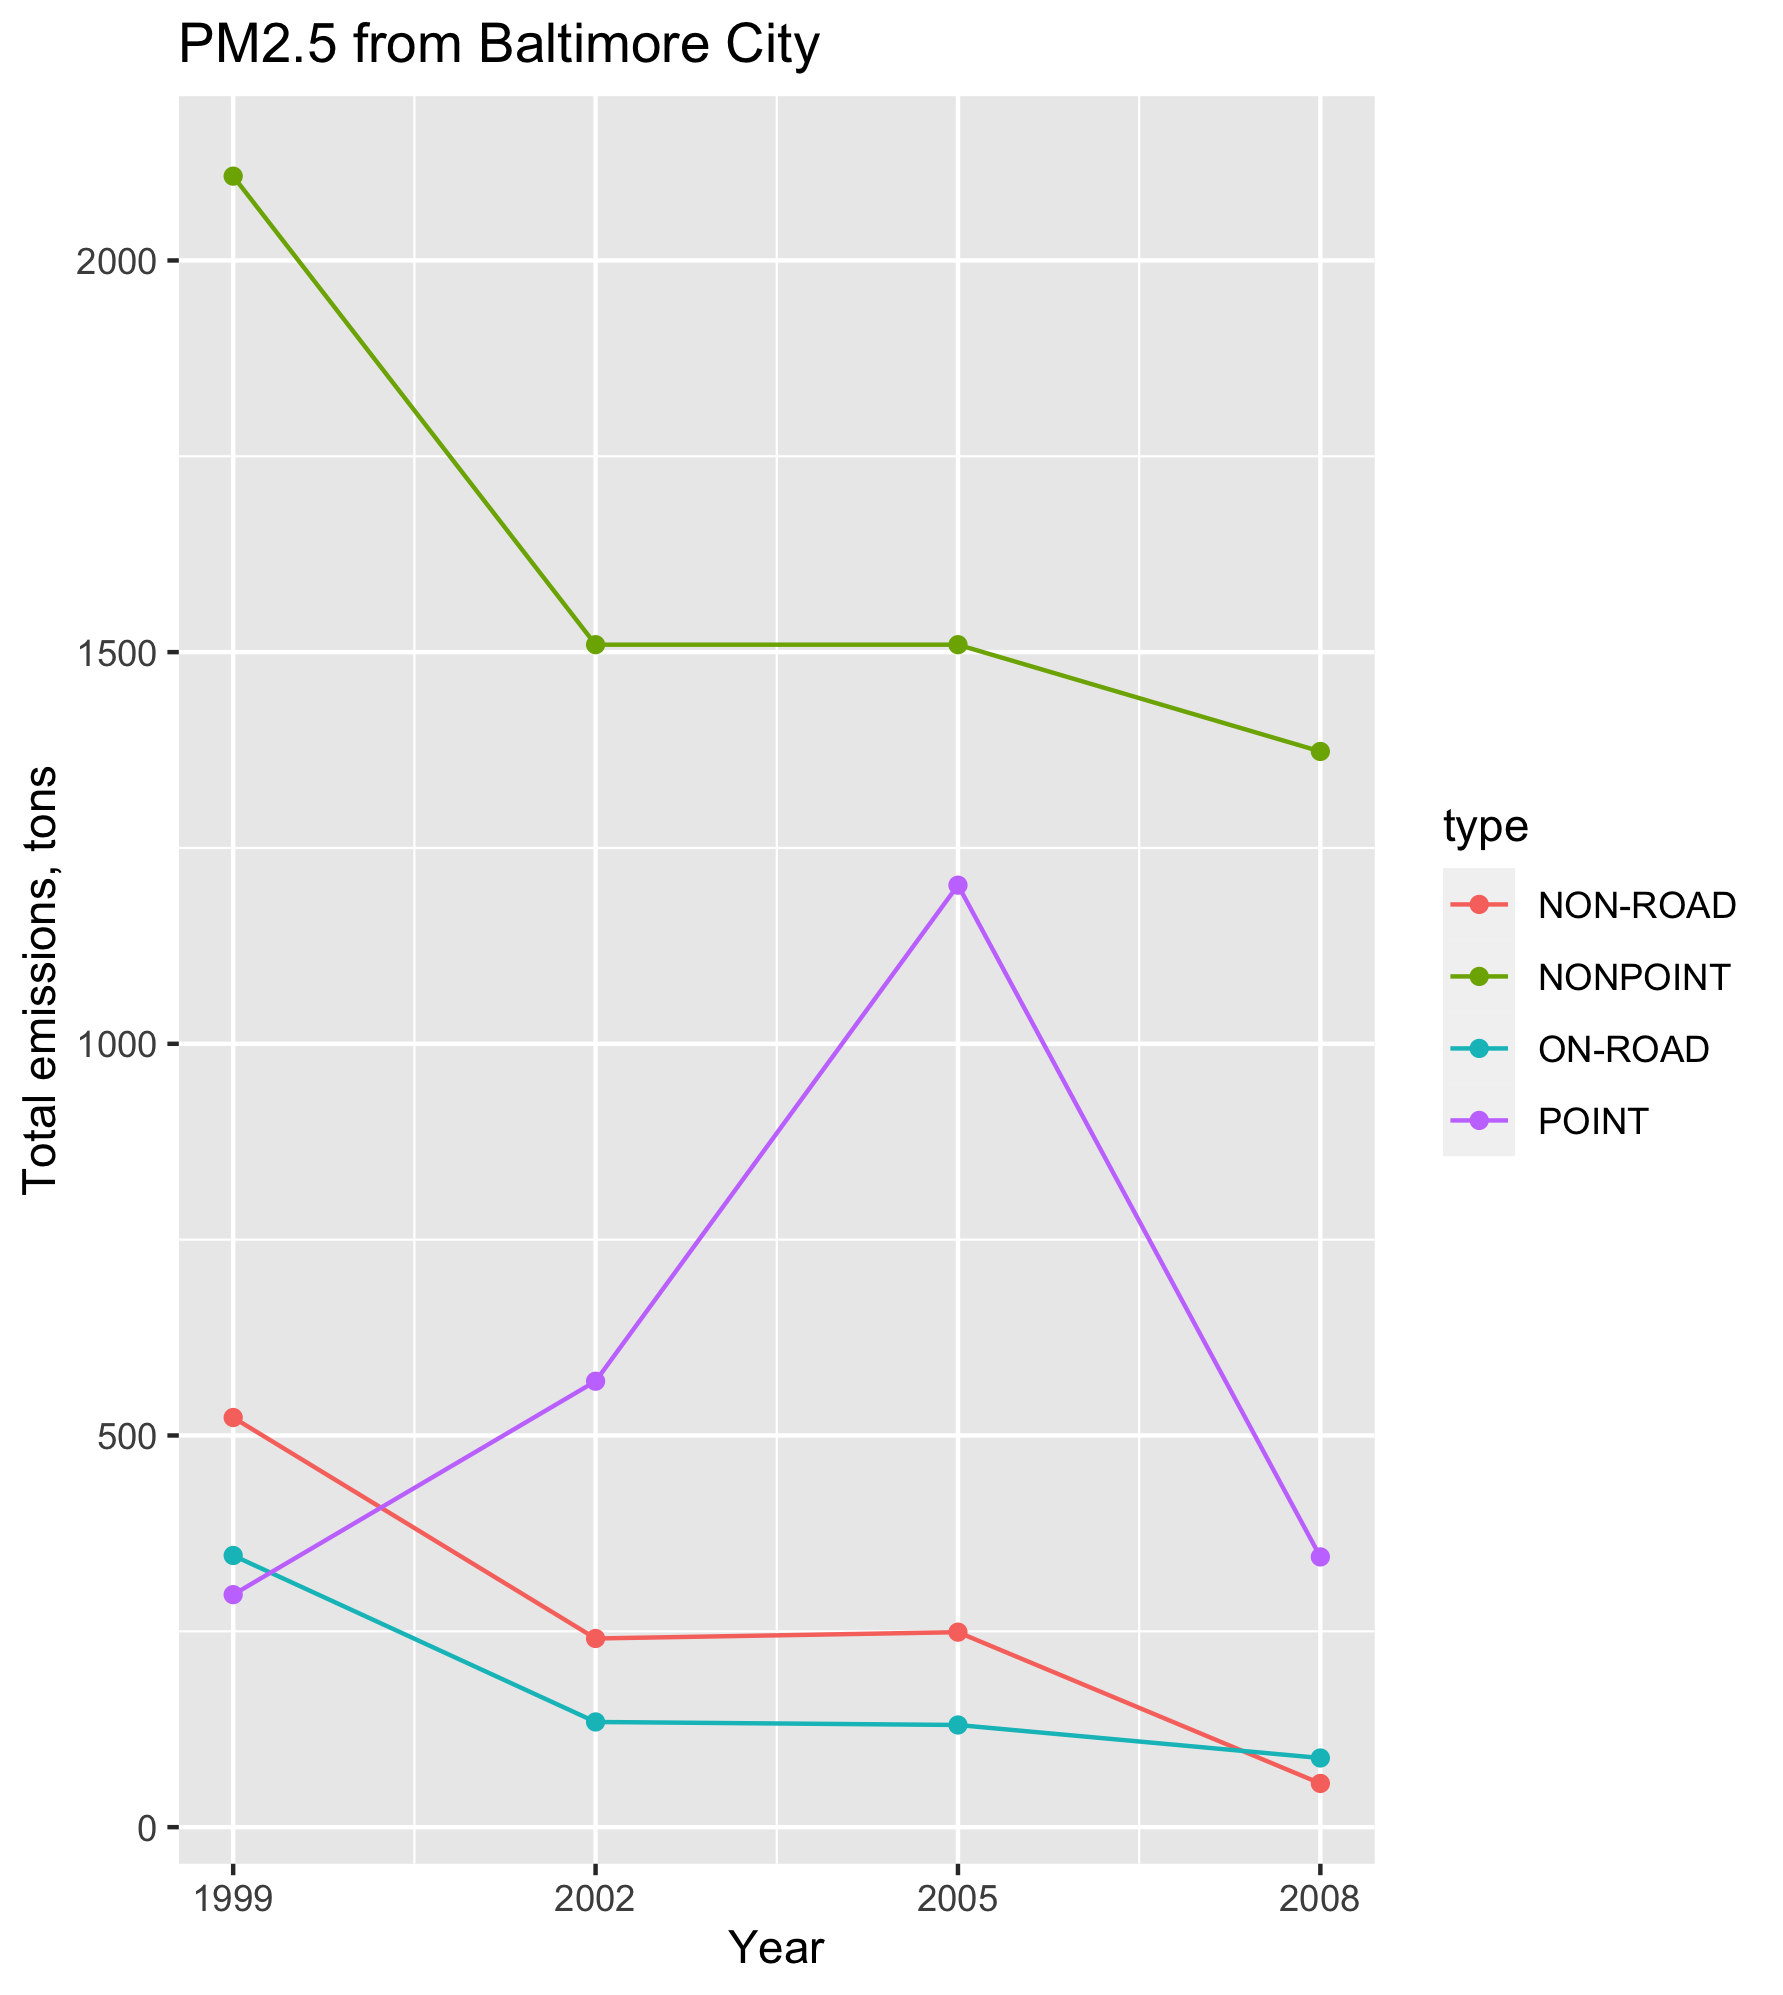 PM2.5 from Baltimore City
2000
1500
1000
500
0
Total emissions, tons
1999
2002
2005
2008
Year
type
NON-ROAD
NONPOINT
ON-ROAD
POINT